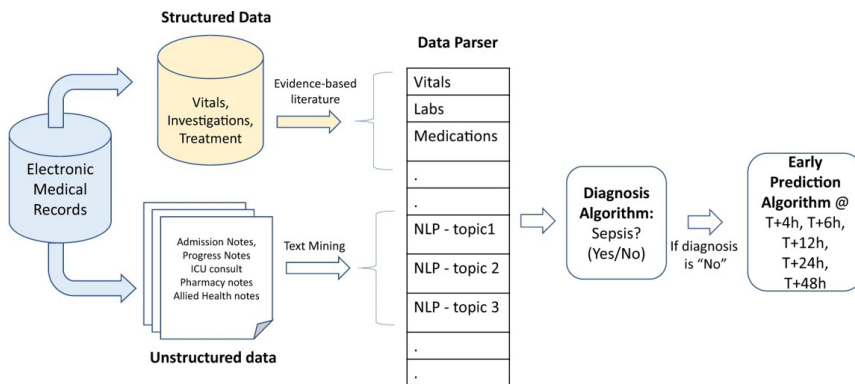 Structured Data
Vitals,
Investigations,
Treatment
Evidence-based
literature
Electronic
Medical
Records
Admission Notes,
Progress Notes
ICU consult
Pharmacy notes
Allied Health notes
Unstructured data
Text Mining
Data Parser
Vitals
Labs
Medications
.
.
NLP - topic1
NLP - topic 2
NLP - topic 3
.
.
Diagnosis
Algorithm:
Sepsis?
(Yes/No)
If diagnosis
is “No”
Early
Prediction
Algorithm @
T+4h, T+6h,
T+12h,
T+24h,
T+48h